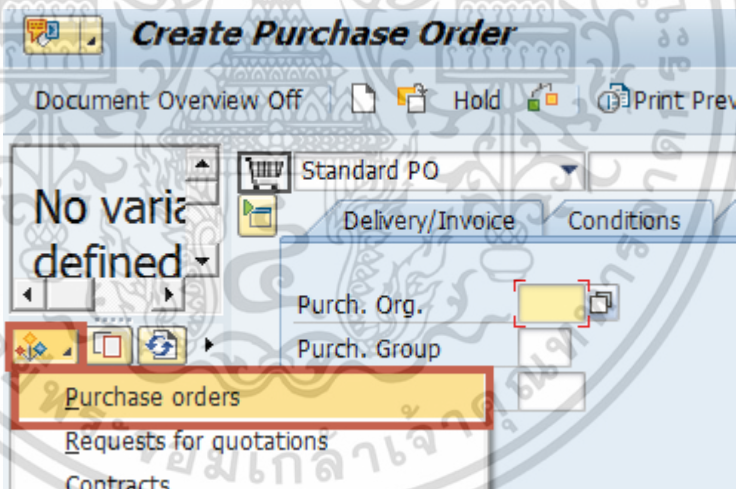 Create Purchase Order
Document Overview Off
Hold
Print Prev
No varia
defined
Standard PO
Delivery/Invoice
Conditions
Purch. Org.
Purch. Group
Purchase orders
Requests for quotations
Contracts